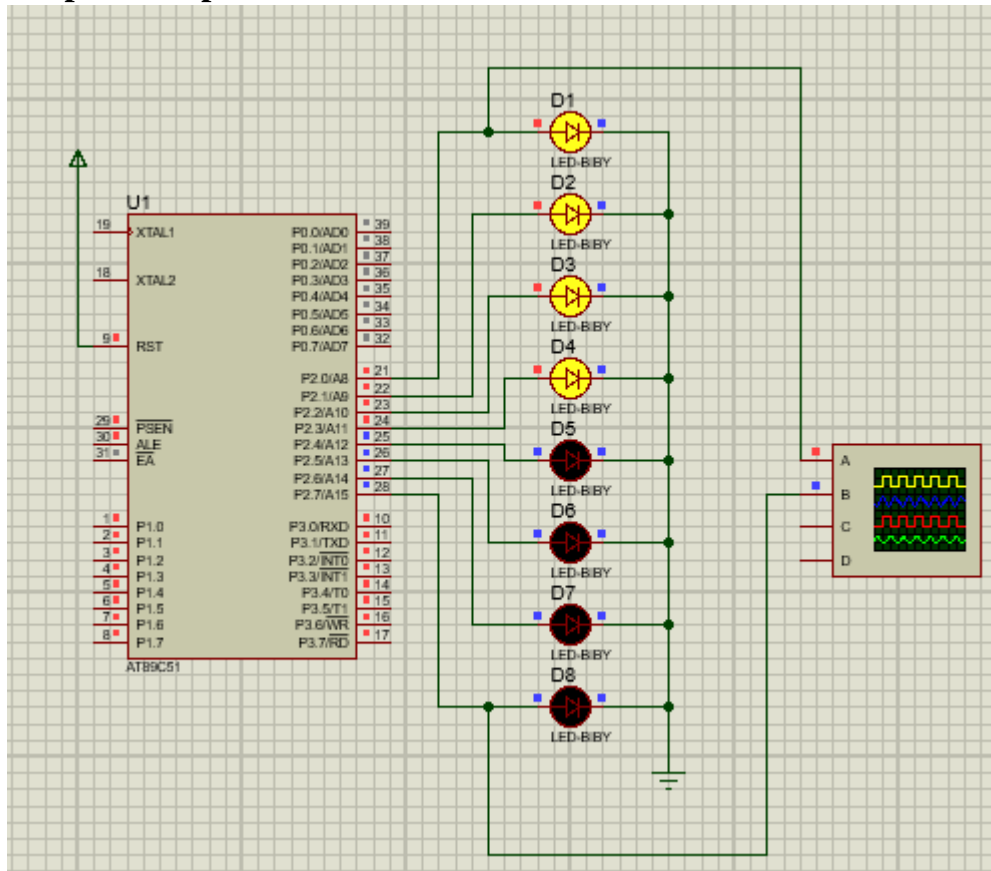 D1
LED-BIBY
D2
LED-BIBY
D3
LED-BIBY
D4
LED-BIBY
D5
LED-BIBY
D6
LED-BIBY
D7
LED-BIBY
D8
LED-BIBY
U1
19 XTAL1
18 XTAL2
9 RST
29 PSEN
30 ALE
31 EA
1 P1.0
2 P1.1
3 P1.2
4 P1.3
5 P1.4
6 P1.5
7 P1.6
8 P1.7
P0.0/AD0 39
P0.1/AD1 38
P0.2/AD2 37
P0.3/AD3 36
P0.4/AD4 35
P0.5/AD5 34
P0.6/AD6 33
P0.7/AD7 32
P2.0/A8 21
P2.1/A9 22
P2.2/A10 23
P2.3/A11 24
P2.4/A12 25
P2.5/A13 26
P2.6/A14 27
P2.7/A15 28
P3.0/RXD 10
P3.1/TXD 11
P3.2/INT0 12
P3.3/INT1 13
P3.4/T0 14
P3.5/T1 15
P3.6/WR 16
P3.7/RD 17
AT89C51
A
B
C
D